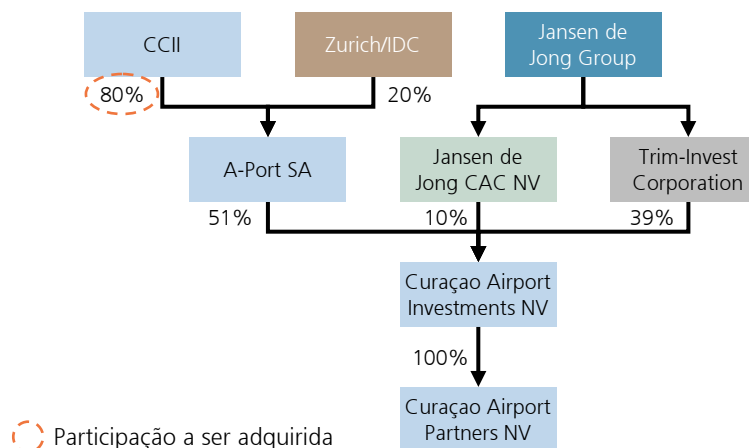 CCII
Zurich/IDC
Jansen de
Jong Group
80%
20%
A-Port SA
Jansen de
Jong CAC NV
Trim-Invest
Corporation
51%
10%
39%
Curaçao Airport
Investments NV
100%
Curaçao Airport
Partners NV
Participação a ser adquirida